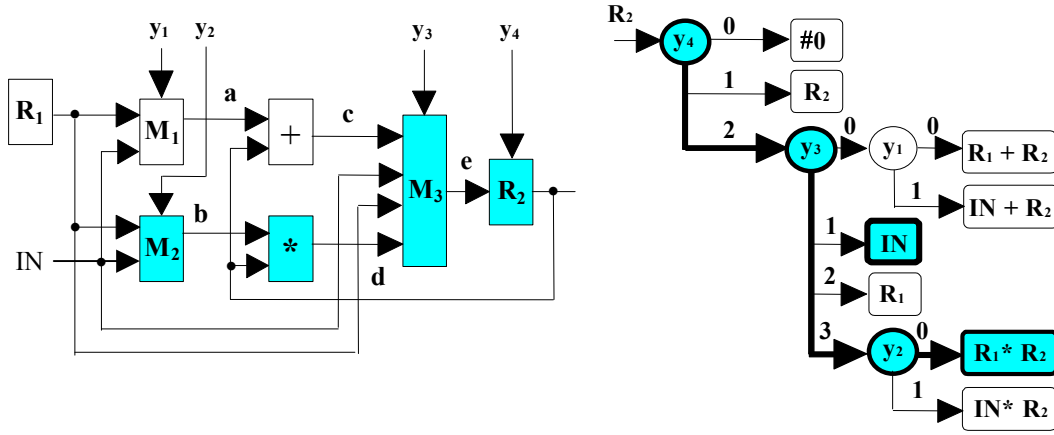 y1 y2 y3 y4
R1 M1 a + c
M3 e R2
M2 b * d
IN
R2 y4 0 #0
1 R2
2 y3 0 y1 0 R1 + R2
1 IN + R2
1 IN
2 R1
3 y2 0 R1* R2
1 IN* R2